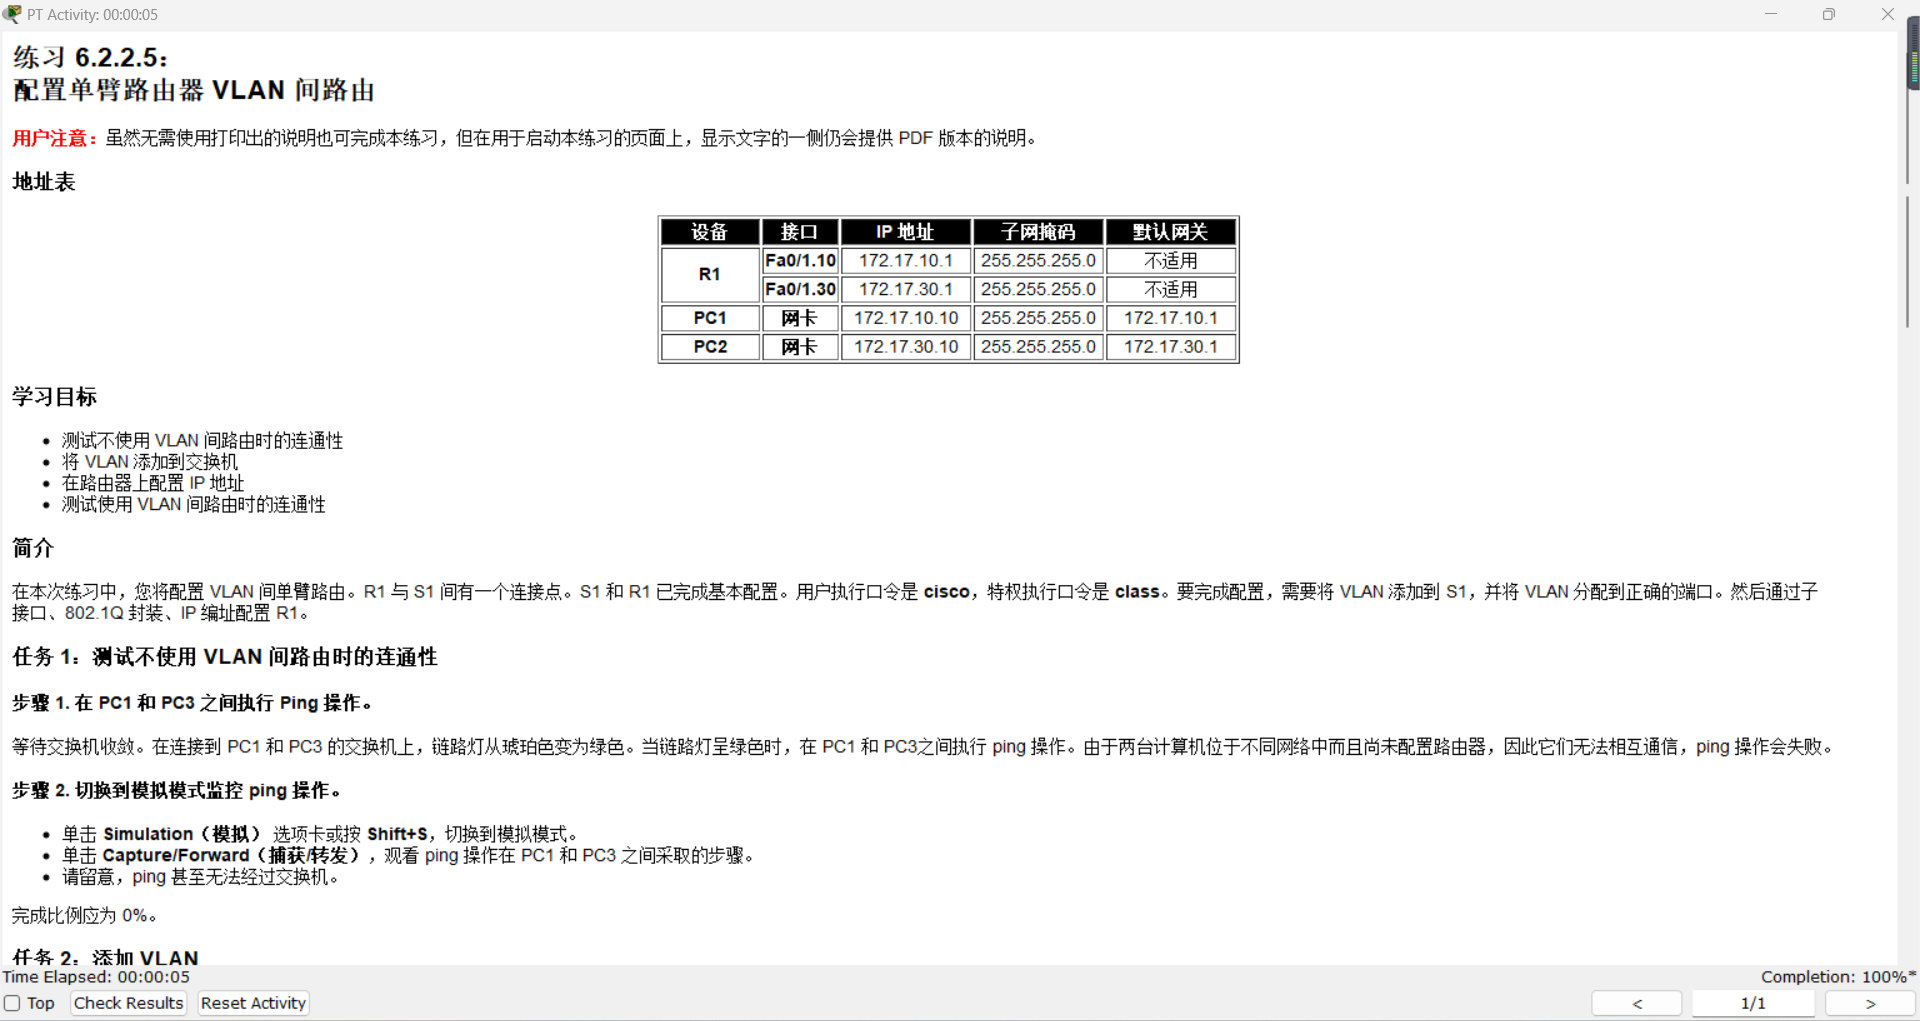 PT Activity: 00:00:05
练习 6.2.2.5:
配置单臂路由器 VLAN 间路由
用户注意：虽然无需使用打印出的说明也可完成本练习，但在用于启动本练习的页面上，显示文字的一侧仍会提供 PDF 版本的说明。
地址表
设备 接口 IP 地址 子网掩码 默认网关
R1 Fa0/1.10 172.17.10.1 255.255.255.0 不适用
Fa0/1.30 172.17.30.1 255.255.255.0 不适用
PC1 网卡 172.17.10.10 255.255.255.0 172.17.10.1
PC2 网卡 172.17.30.10 255.255.255.0 172.17.30.1
学习目标
• 测试不使用 VLAN 间路由时的连通性
• 将 VLAN 添加到交换机
• 在路由器上配置 IP 地址
• 测试使用 VLAN 间路由时的连通性
简介
在本次练习中，您将配置 VLAN 间单臂路由。R1 与 S1 间有一个连接点。S1 和 R1 已完成基本配置。用户执行口令是 cisco，特权执行口令是 class。要完成配置，需要将 VLAN 添加到 S1，并将 VLAN 分配到正确的端口。然后通过子
接口、802.1Q 封装、IP 编址配置 R1。
任务 1：测试不使用 VLAN 间路由时的连通性
步骤 1. 在 PC1 和 PC3 之间执行 Ping 操作。
等待交换机收敛。在连接到 PC1 和 PC3 的交换机上，链路灯从琥珀色变为绿色。当链路灯呈绿色时，在 PC1 和 PC3之间执行 ping 操作。由于两台计算机位于不同网络中而且尚未配置路由器，因此它们无法相互通信，ping 操作会失败。
步骤 2. 切换到模拟模式监控 ping 操作。
• 单击 Simulation（模拟）选项卡或按 Shift+S，切换到模拟模式。
• 单击 Capture/Forward（捕获/转发），观看 ping 操作在 PC1 和 PC3 之间采取的步骤。
• 请留意，ping 甚至无法经过交换机。
完成比例应为 0%。
任务 2：添加 VLAN
Time Elapsed: 00:00:05
Completion: 100%*
Top Check Results Reset Activity < 1/1 >